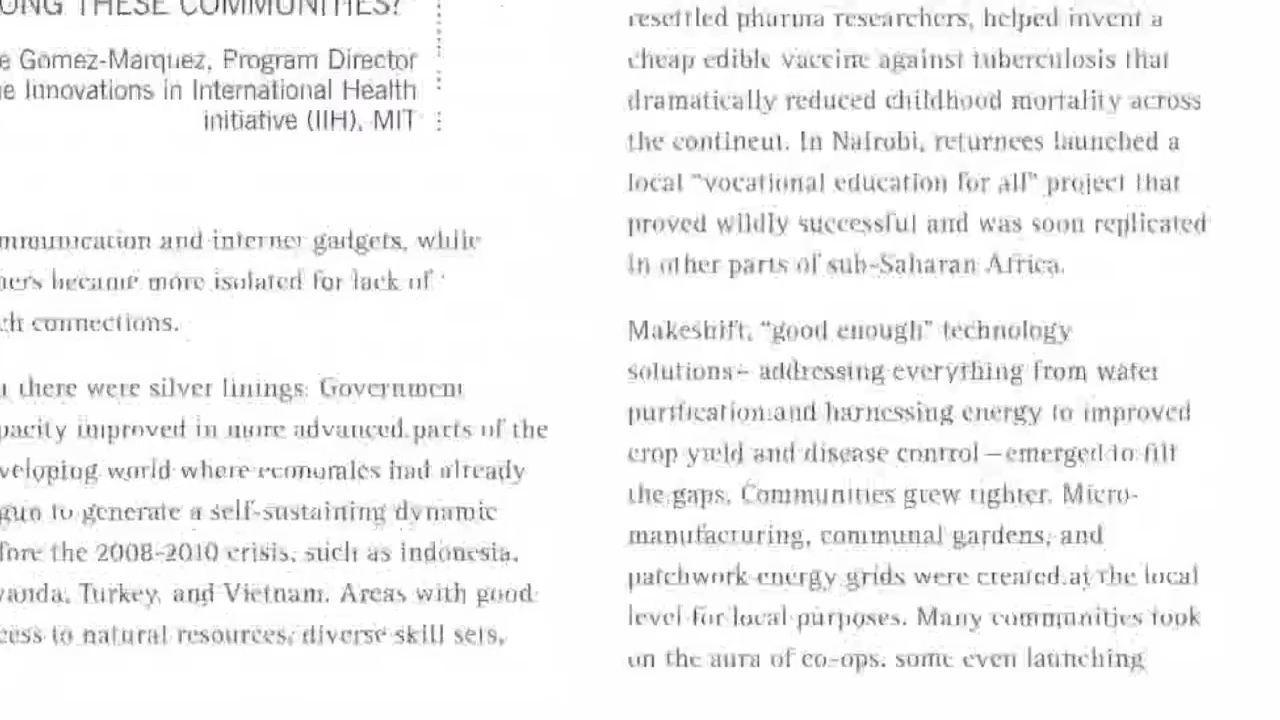 ONG THESE COMMUNITIES?
e Gomez-Marquez, Program Director
e Innovations in International Health
initiative (IIH), MIT
and internet gadgets, while
ers became more isolated for lack of
ch connections.
there were silver linings: Government
pacity improved in more advanced parts of the
veloping world where economies had already
gun to generate a self-sustaining dynamic
fore the 2008-2010 crisis, such as Indonesia,
wanda, Turkey, and Vietnam. Areas with good
cess to natural resources, diverse skill sets,
resettled pharma researchers, helped invent a
cheap edible vaccine against tuberculosis that
dramatically reduced childhood mortality across
the continent. In Nairobi, returnees launched a
local “vocational education for all” project that
proved wildly successful and was soon replicated
in other parts of sub-Saharan Africa.
Makeshift, “good enough” technology
solutions– addressing everything from water
purification and harnessing energy to improved
crop yield and disease control –emerged to fill
the gaps. Communities grew tighter. Micro-
manufacturing, communal gardens, and
patchwork energy grids were created at the local
level for local purposes. Many communities took
on the aura of co-ops, some even launching